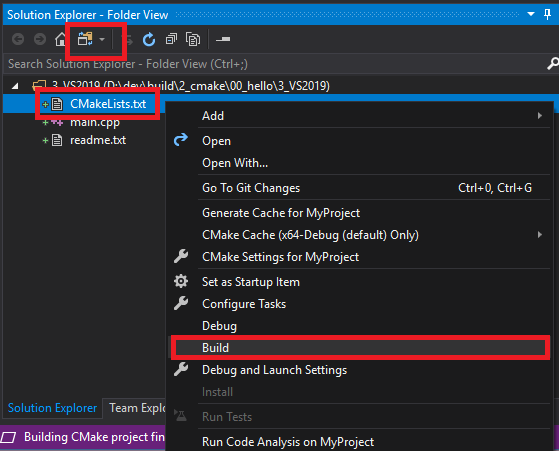 Solution Explorer - Folder View
Search Solution Explorer - Folder View (Ctrl+;)
3_VS2019 (D:\dev\build\2_cmake\00_hello\3_VS2019)
CMakeLists.txt
main.cpp
readme.txt
Add
Open
Open With...
Go To Git Changes Ctrl+0, Ctrl+G
Generate Cache for MyProject
CMake Cache (x64-Debug (default) Only)
CMake Settings for MyProject
Set as Startup Item
Configure Tasks
Debug
Build
Debug and Launch Settings
Install
Run Tests
Run Code Analysis on MyProject
Solution Explorer Team Explo
Building CMake project fin